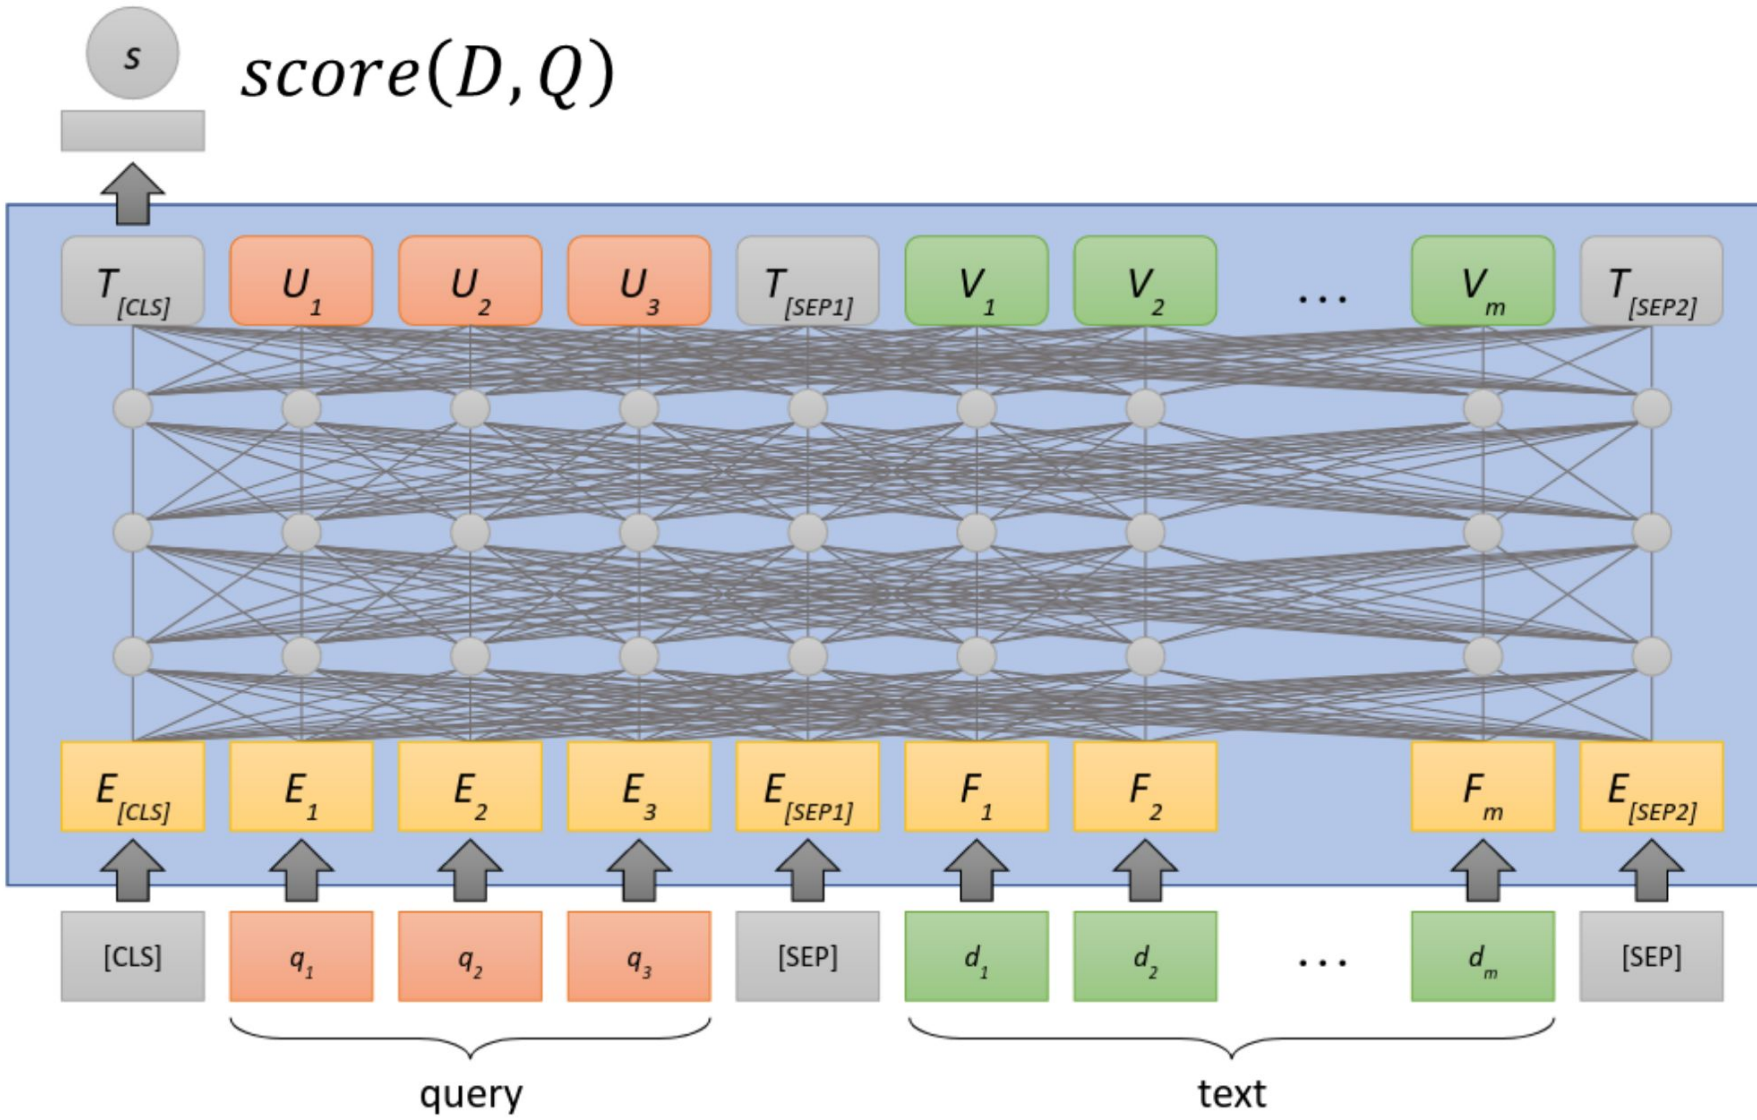 s score(D, Q)
T[CLS] U1 U2 U3 T[SEP1] V1 V2 ... Vm T[SEP2]
E[CLS] E1 E2 E3 E[SEP1] F1 F2 Fm E[SEP2]
[CLS] q1 q2 q3 [SEP] d1 d2 ... dm [SEP]
query text